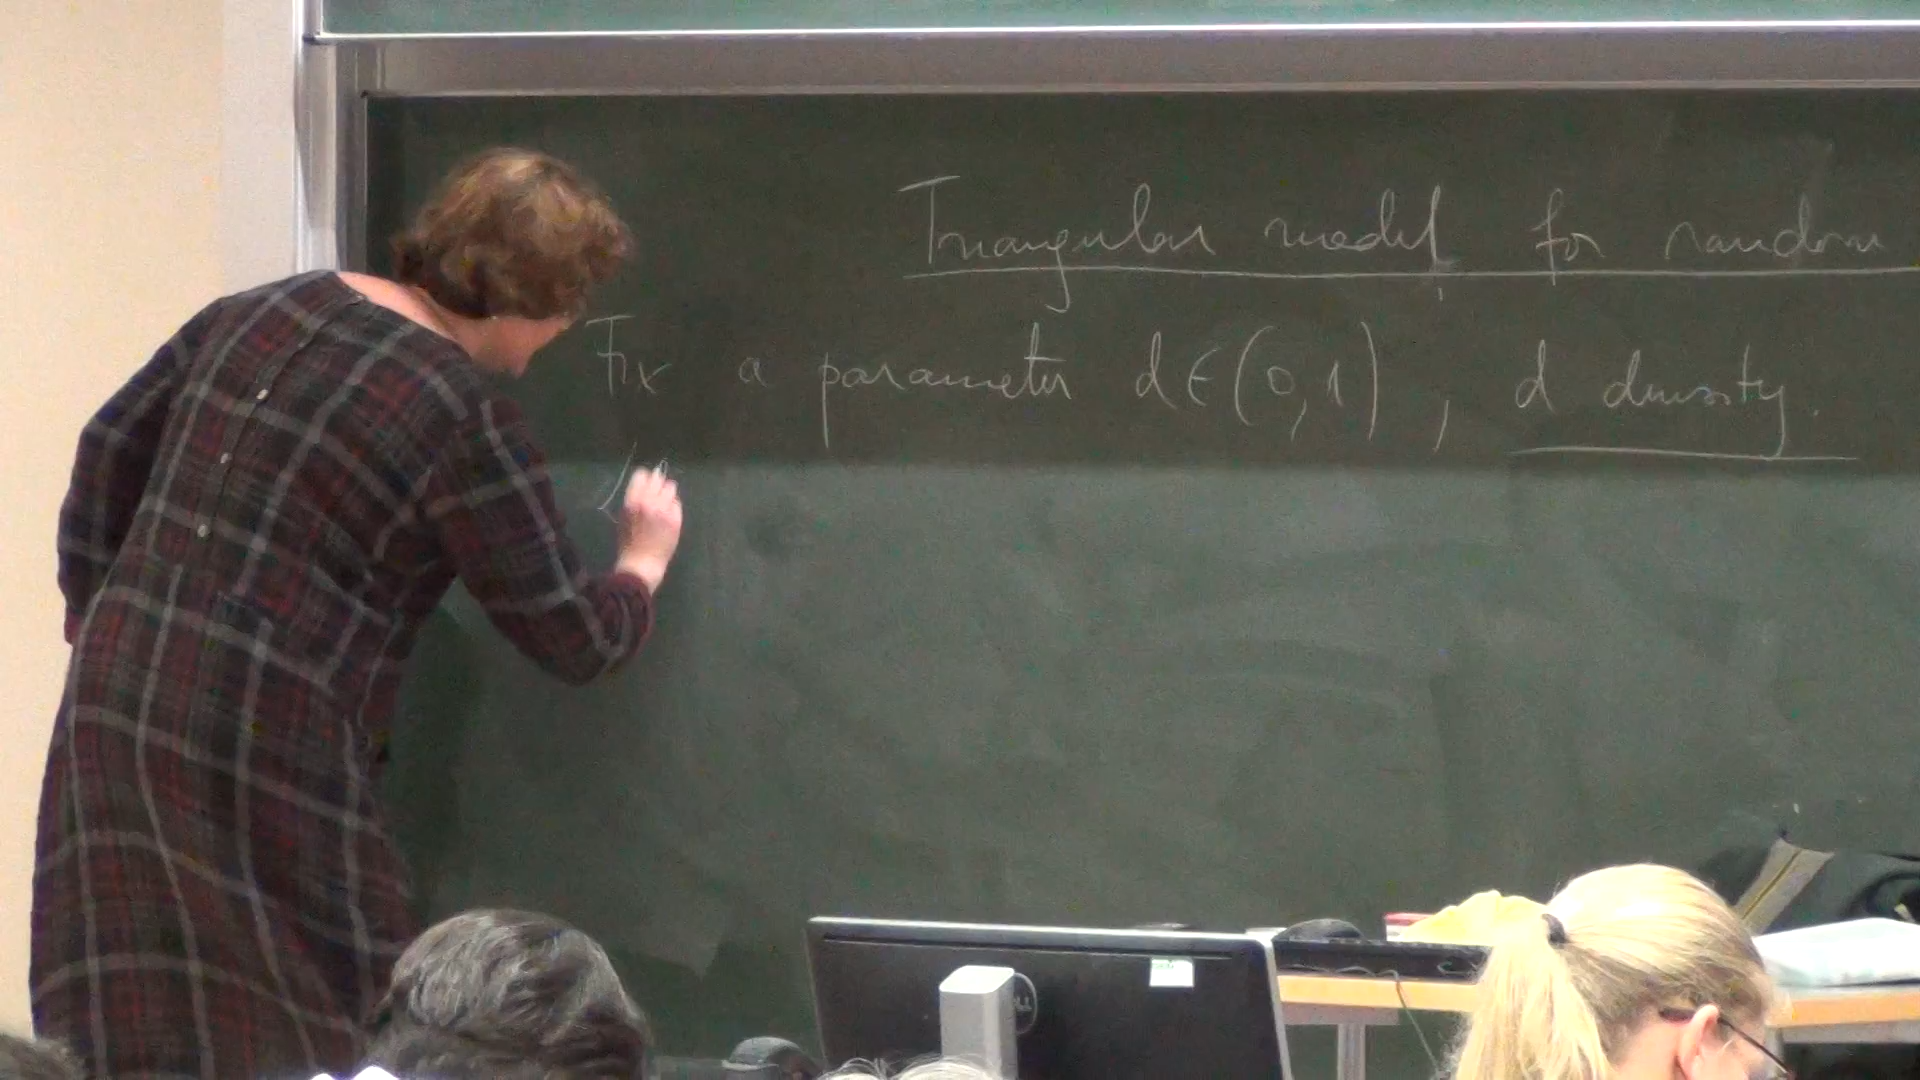 Triangular model for random
Fix a parameter d ∈ (0,1), d density.